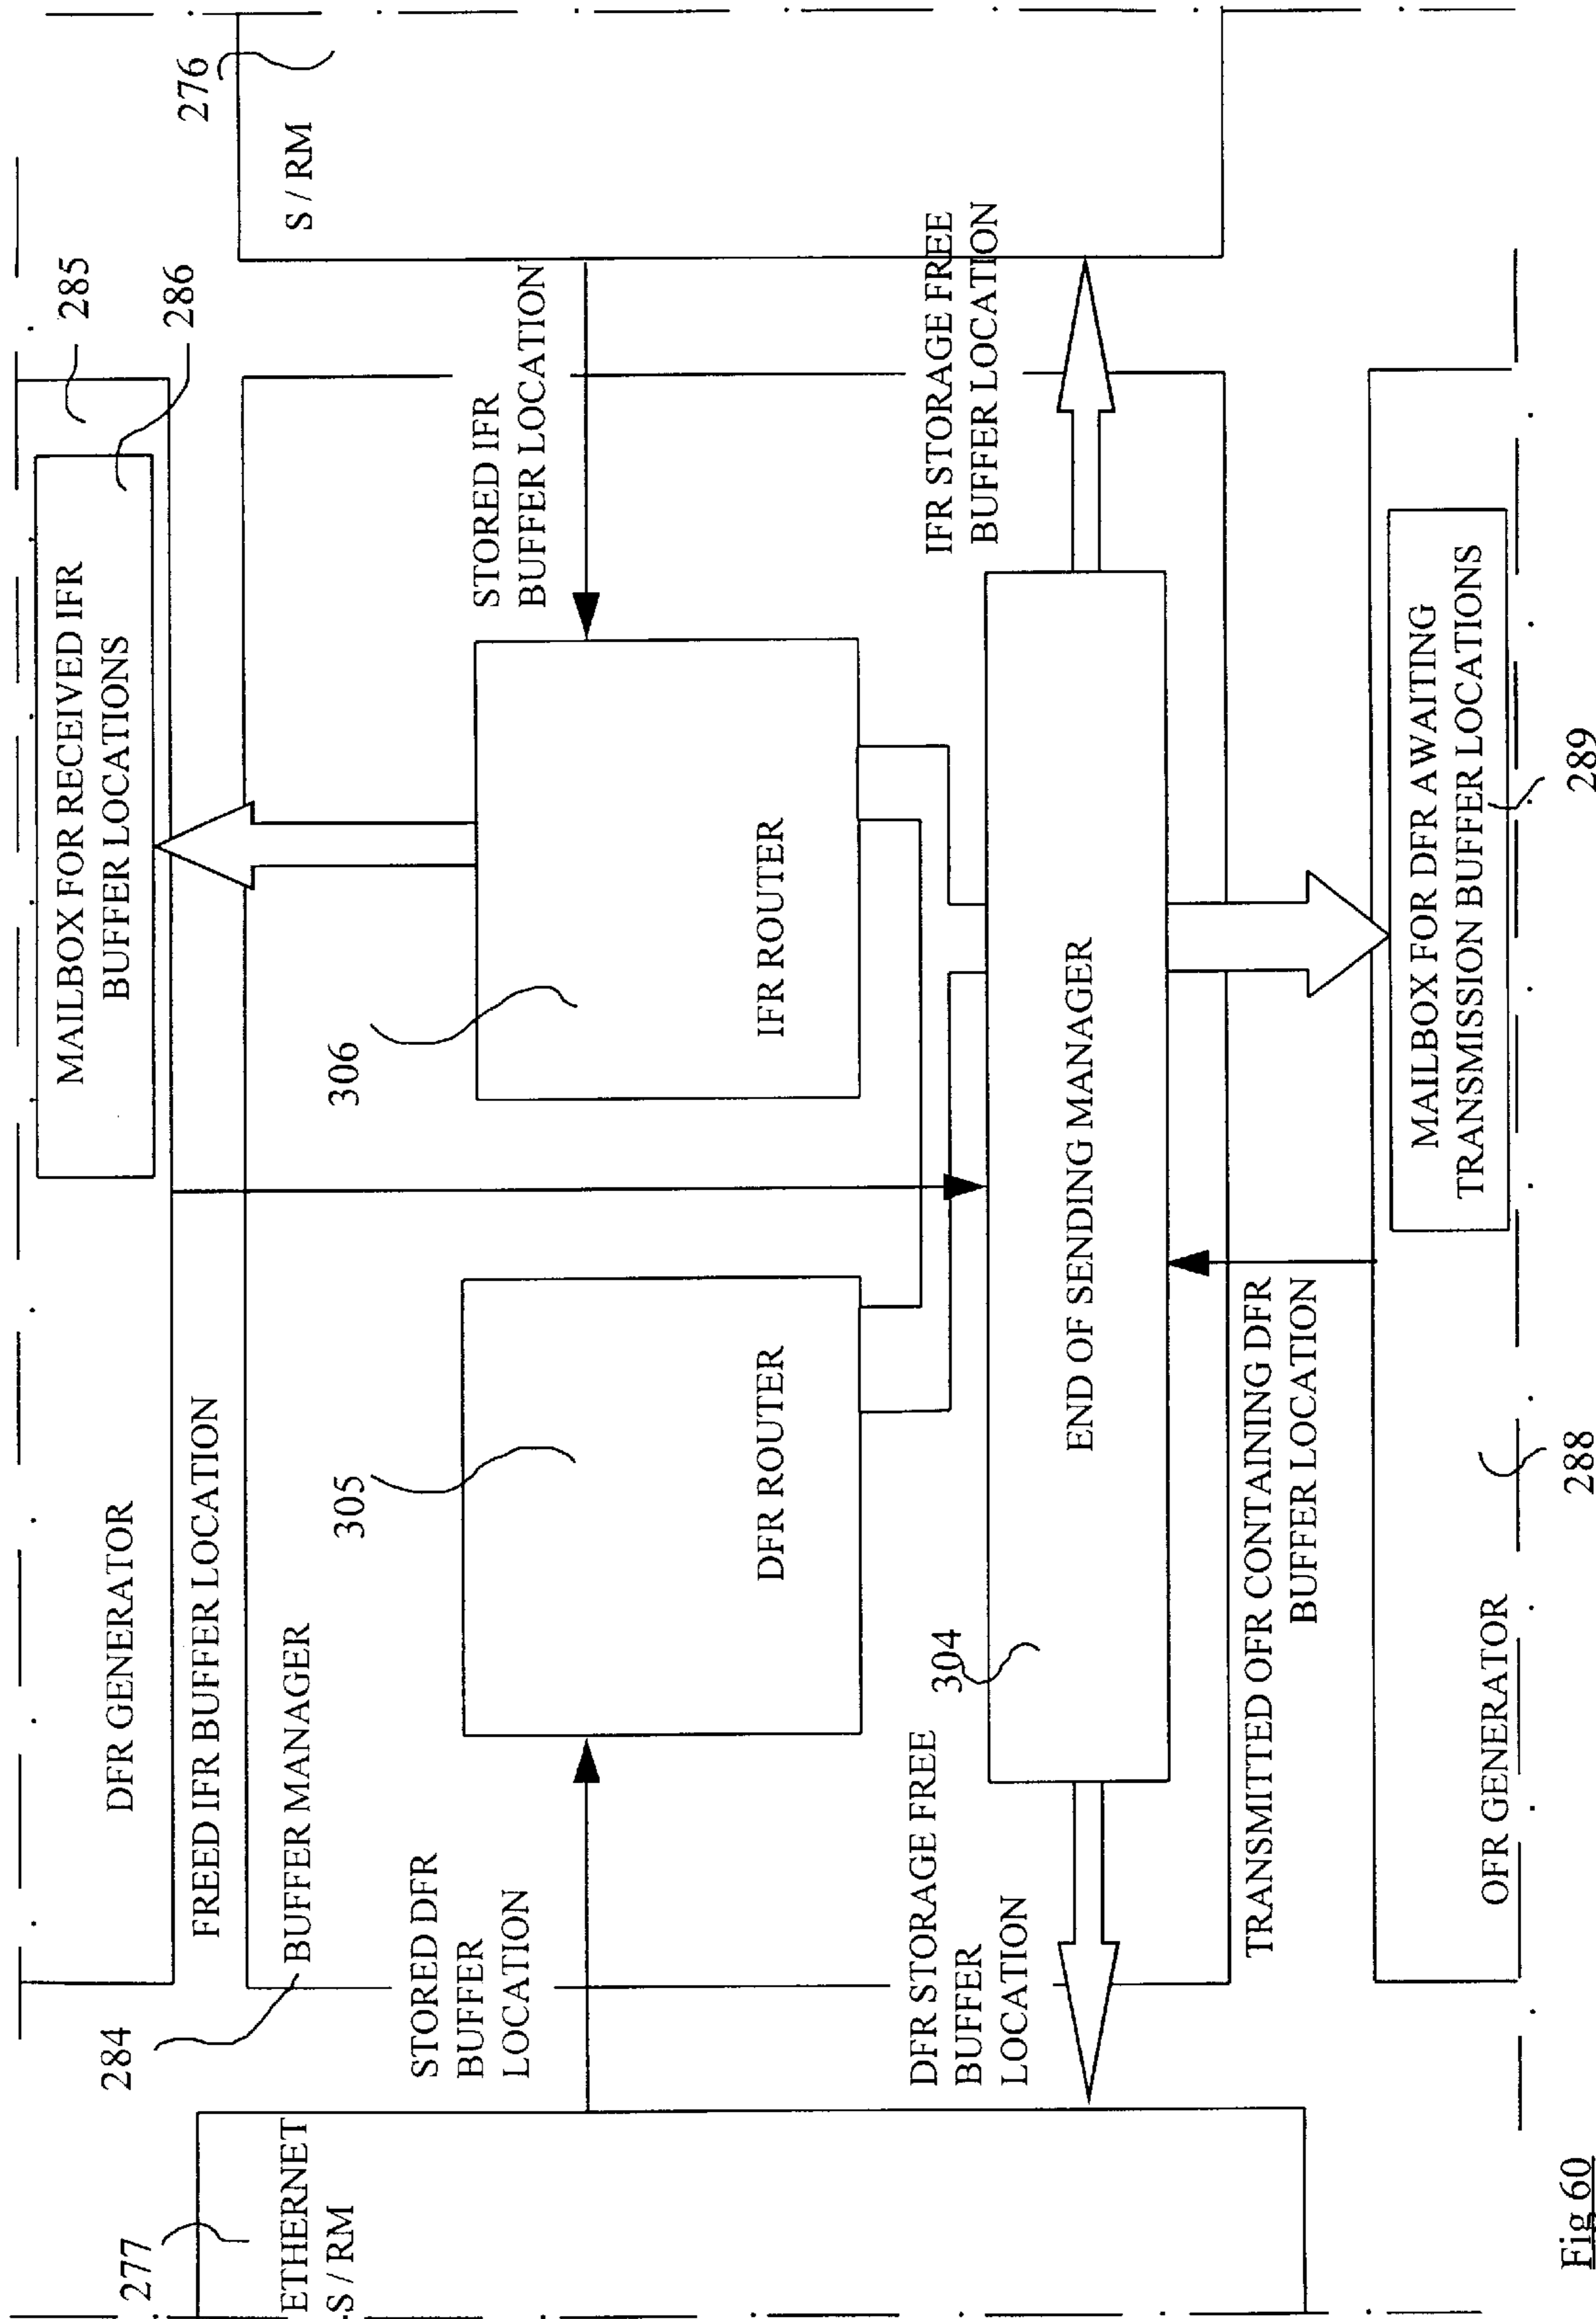 277
ETHERNET
S / RM
284
BUFFER MANAGER
DFR GENERATOR
FREED IFR BUFFER LOCATION
MAILBOX FOR RECEIVED IFR
BUFFER LOCATIONS
285
286
276
S / RM
STORED DFR
BUFFER
LOCATION
305
DFR ROUTER
306
IFR ROUTER
STORED IFR
BUFFER LOCATION
DFR STORAGE FREE
BUFFER
LOCATION
304
END OF SENDING MANAGER
IFR STORAGE FREE
BUFFER LOCATION
TRANSMITTED OFR CONTAINING DFR
BUFFER LOCATION
MAILBOX FOR DFR AWAITING
TRANSMISSION BUFFER LOCATIONS
OFR GENERATOR
288
289
Fig 60